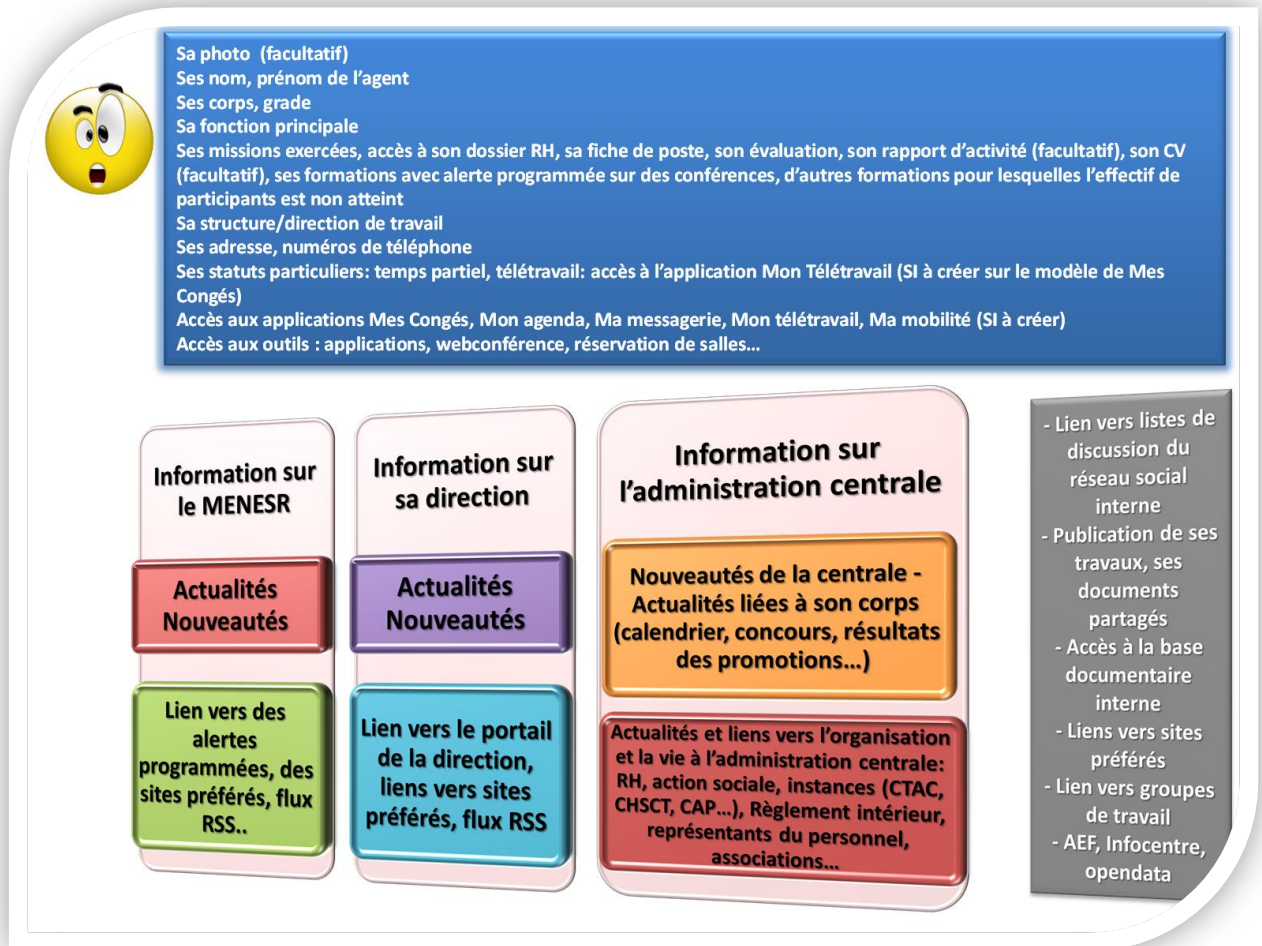 Sa photo  (facultatif)
Ses nom, prénom de l'agent
Ses corps, grade
Sa fonction principale
Ses missions exercées, accès à son dossier RH, sa fiche de poste, son évaluation, son rapport d'activité (facultatif), son CV
(facultatif), ses formations avec alerte programmée sur des conférences, d'autres formations pour lesquelles l'effectif de
participants est non atteint
Sa structure/direction de travail
Ses adresse, numéros de téléphone
Ses statuts particuliers: temps partiel, télétravail: accès à l'application Mon Télétravail (SI à créer sur le modèle de Mes
Congés)
Accès aux applications Mes Congés, Mon agenda, Ma messagerie, Mon télétravail, Ma mobilité (SI à créer)
Accès aux outils : applications, webconférence, réservation de salles…
Information sur
le MENESR
Actualités
Nouveautés
Lien vers des
alertes
programmées, des
sites préférés, flux
RSS..
Information sur
sa direction
Actualités
Nouveautés
Lien vers le portail
de la direction,
liens vers sites
préférés, flux RSS
Information sur
l'administration centrale
Nouveautés de la centrale -
Actualités liées à son corps
(calendrier, concours, résultats
des promotions…)
Actualités et liens vers l'organisation
et la vie à l'administration centrale:
RH, action sociale, instances (CTAC,
CHSCT, CAP…), Règlement intérieur,
représentants du personnel,
associations…
- Lien vers listes de
discussion du
réseau social
interne
- Publication de ses
travaux, ses
documents
partagés
- Accès à la base
documentaire
interne
- Liens vers sites
préférés
- Lien vers groupes
de travail
- AEF, Infocentre,
opendata